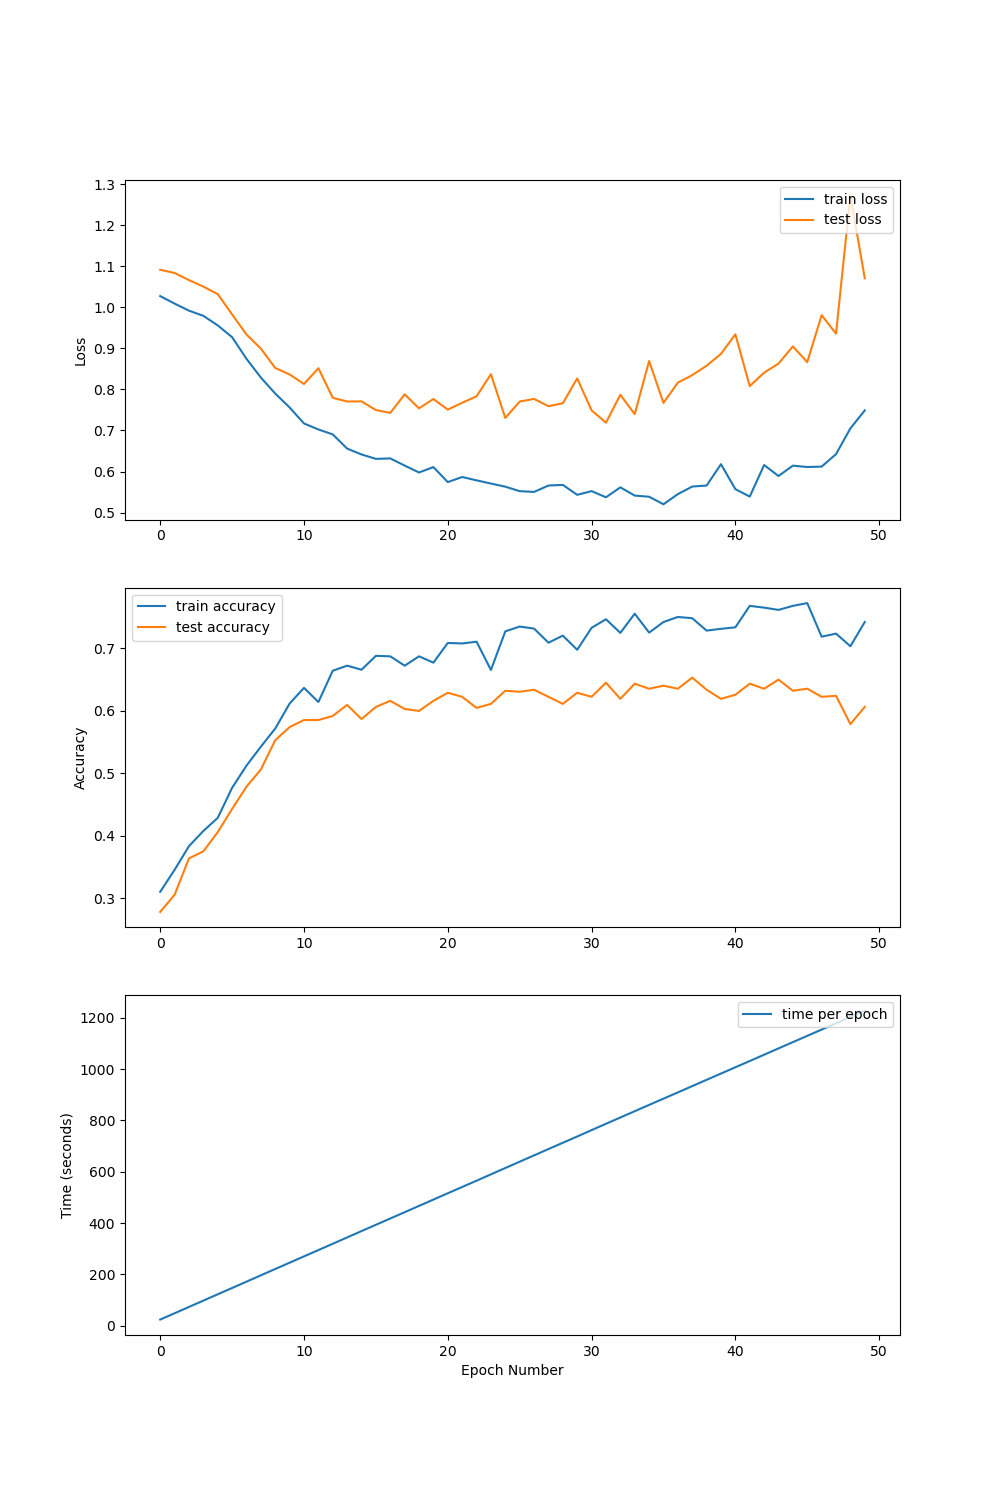 1.3
1.2
1.1
1.0
0.9
0.8
0.7
0.6
0.5
Loss
train loss
test loss
0 10 20 30 40 50
train accuracy
test accuracy
0.7
0.6
0.5
0.4
0.3
Accuracy
0 10 20 30 40 50
time per epoch
1200
1000
800
600
400
200
0
Time (seconds)
0 10 20 30 40 50
Epoch Number